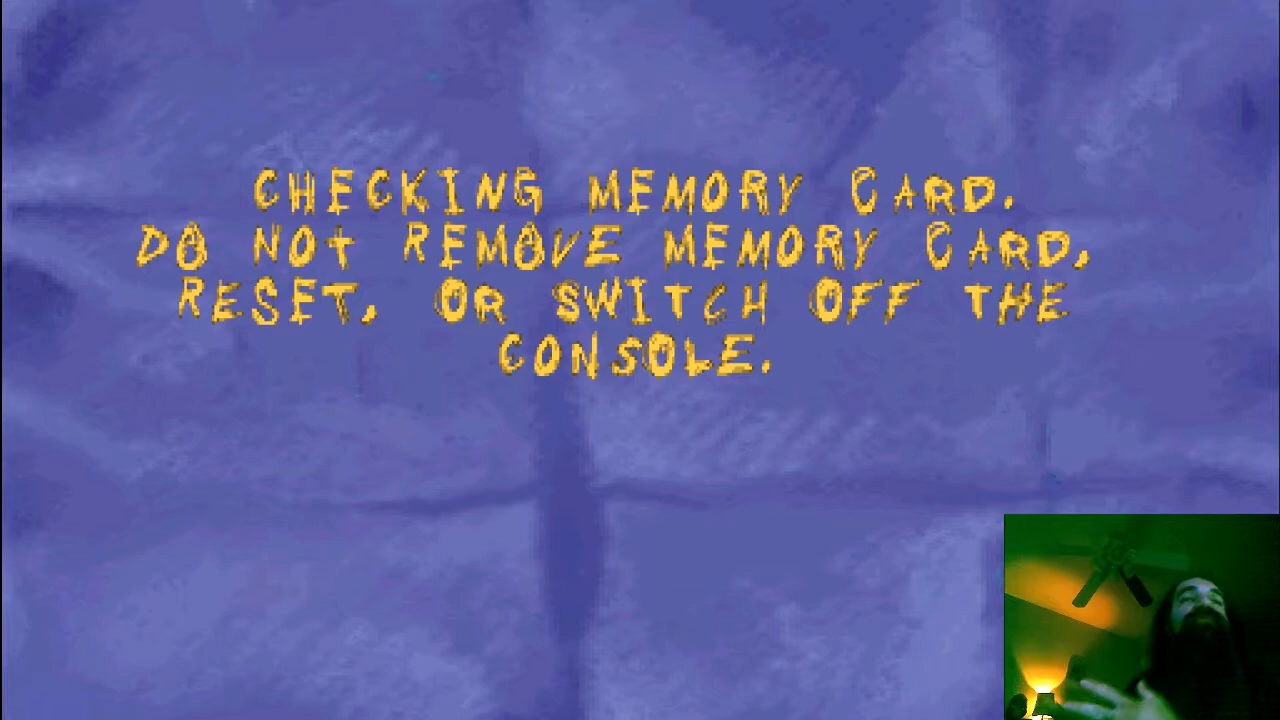 CHECKING MEMORY CARD.
DO NOT REMOVE MEMORY CARD,
RESET, OR SWITCH OFF THE
CONSOLE.